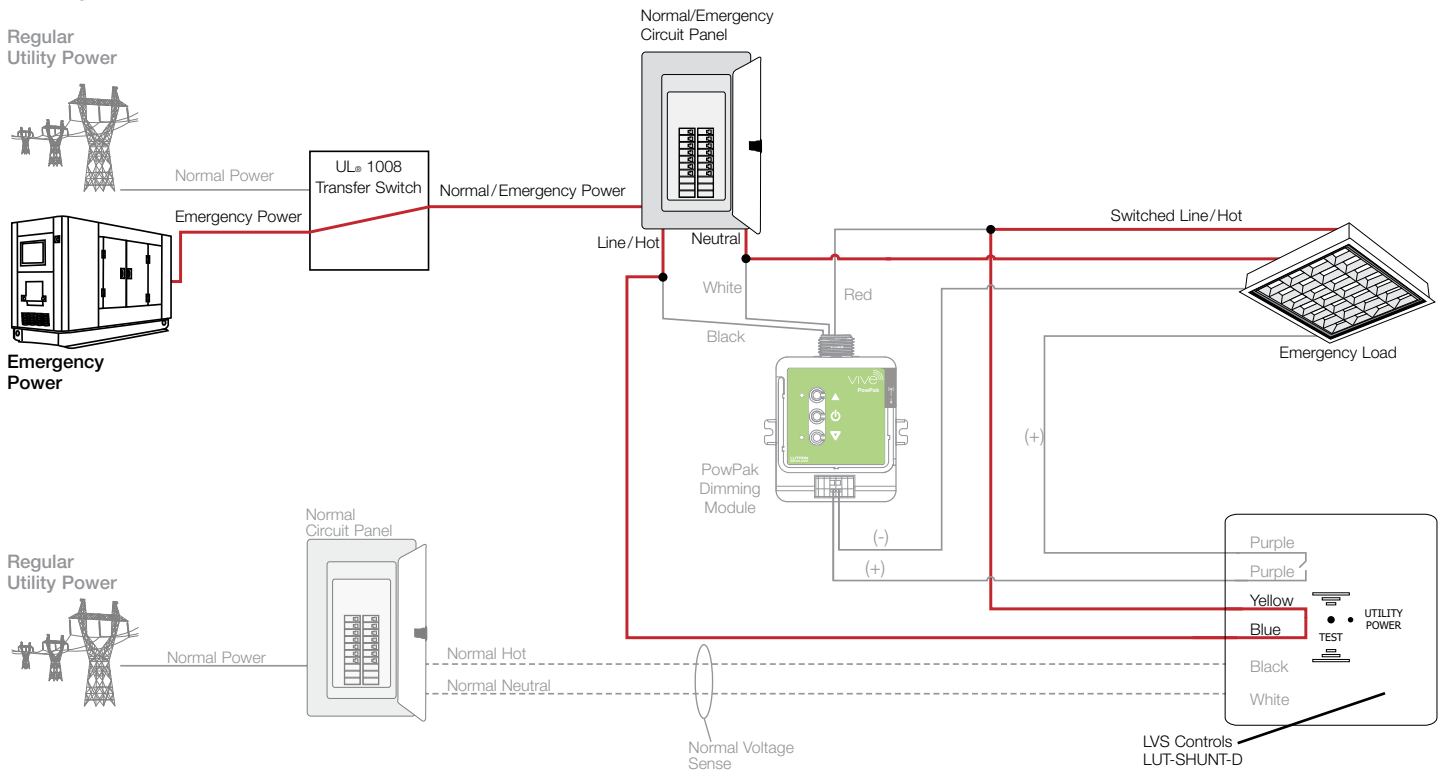 Regular
Utility Power
Normal Power
Emergency Power
Emergency
Power
UL® 1008
Transfer Switch
Normal/Emergency Power
Normal/Emergency
Circuit Panel
Line/Hot
Neutral
White
Black
Red
Switched Line/Hot
Emergency Load
vive
PowPak
LUTRON
PowPak
Dimming
Module
(-)
(+)
(+)
Regular
Utility Power
Normal Power
Normal
Circuit Panel
Normal Hot
Normal Neutral
Normal Voltage
Sense
Purple
Purple
Yellow
Blue
Black
White
TEST
UTILITY
POWER
LVS Controls
LUT-SHUNT-D